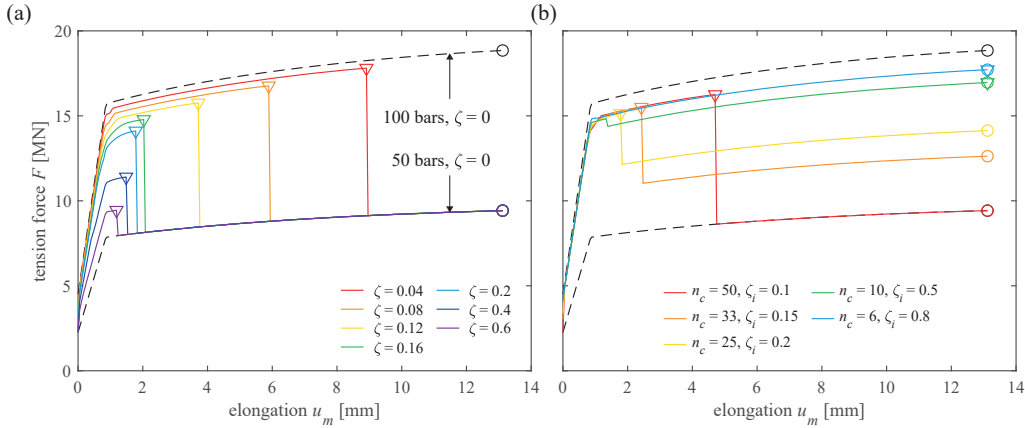 (a)
20
15
10
5
0
tension force F [MN]
0 2 4 6 8 10 12 14
elongation u_m [mm]
100 bars, ζ = 0
50 bars, ζ = 0
ζ = 0.04 ζ = 0.2
ζ = 0.08 ζ = 0.4
ζ = 0.12 ζ = 0.6
ζ = 0.16
(b)
0 2 4 6 8 10 12 14
elongation u_m [mm]
n_c = 50, ζ_i = 0.1 n_c = 10, ζ_i = 0.5
n_c = 33, ζ_i = 0.15 n_c = 6, ζ_i = 0.8
n_c = 25, ζ_i = 0.2